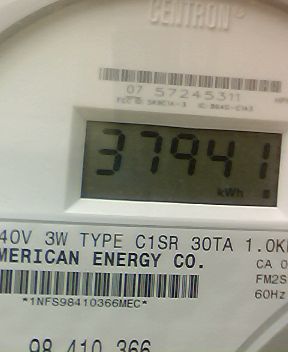 CENTRON®
07 57245311
37941
kWh
40V 3W TYPE C1SR 30TA 1.0K
MERICAN ENERGY CO.
CA 0
FM2S
60Hz
*1NFS98410366MEC*
98 410 366